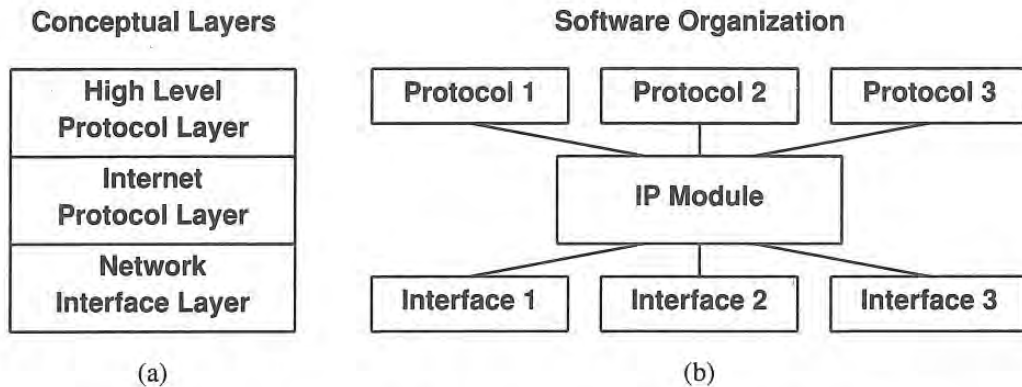 Conceptual Layers
High Level
Protocol Layer
Internet
Protocol Layer
Network
Interface Layer
(a)
Software Organization
Protocol 1
Protocol 2
Protocol 3
IP Module
Interface 1
Interface 2
Interface 3
(b)